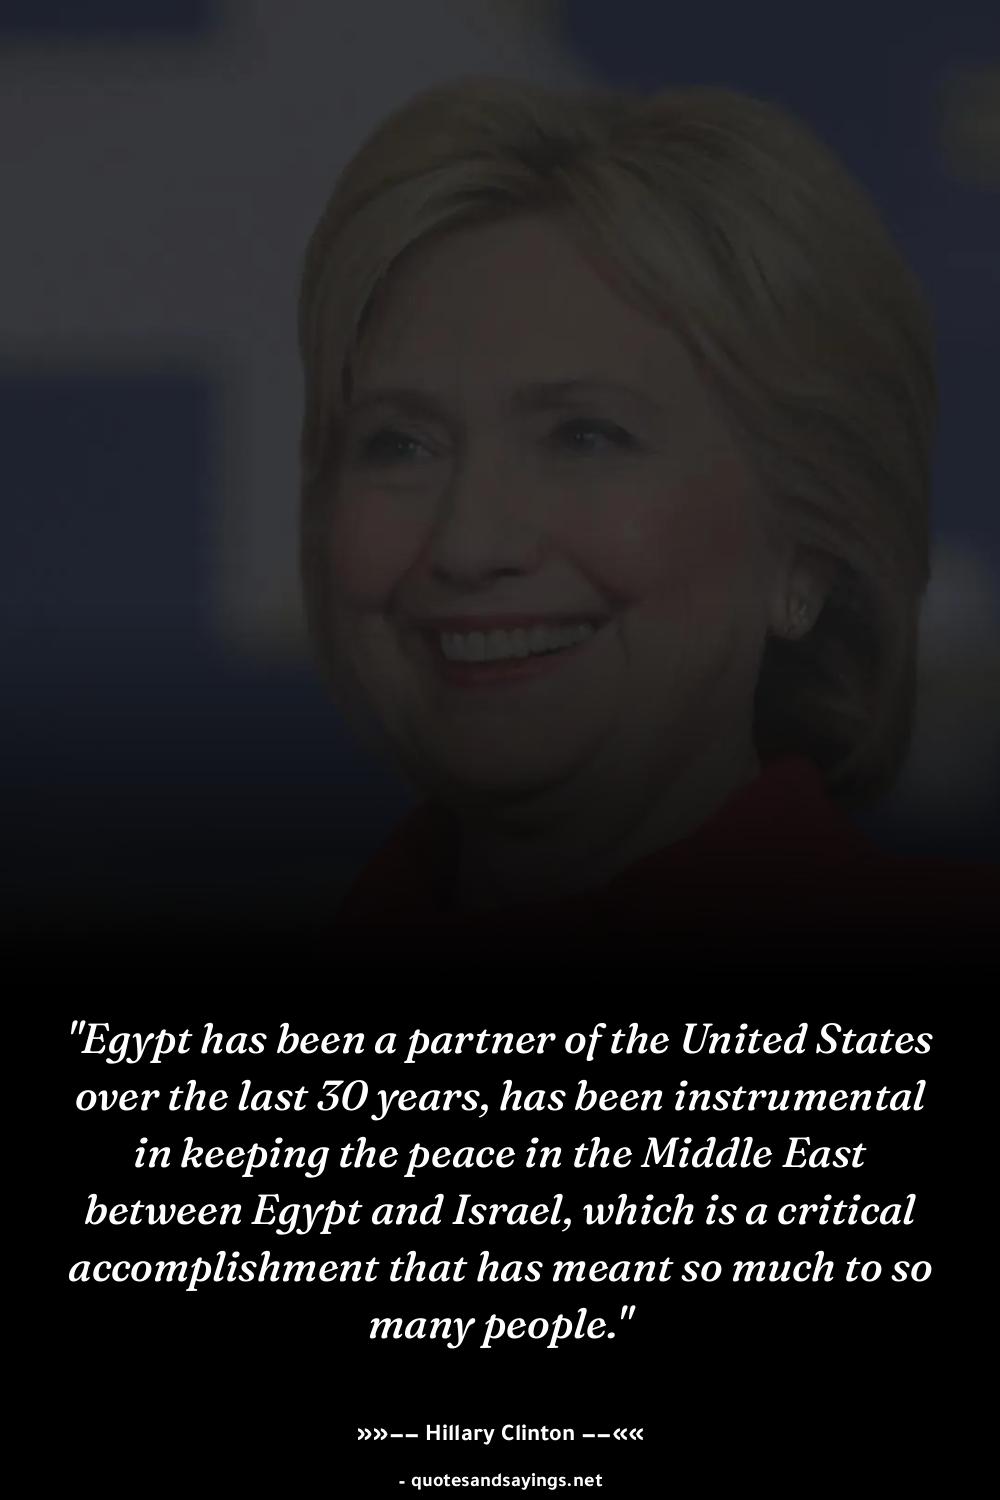 "Egypt has been a partner of the United States
over the last 30 years, has been instrumental
in keeping the peace in the Middle East
between Egypt and Israel, which is a critical
accomplishment that has meant so much to so
many people."
»»–– Hillary Clinton ––««
- quotesandsayings.net